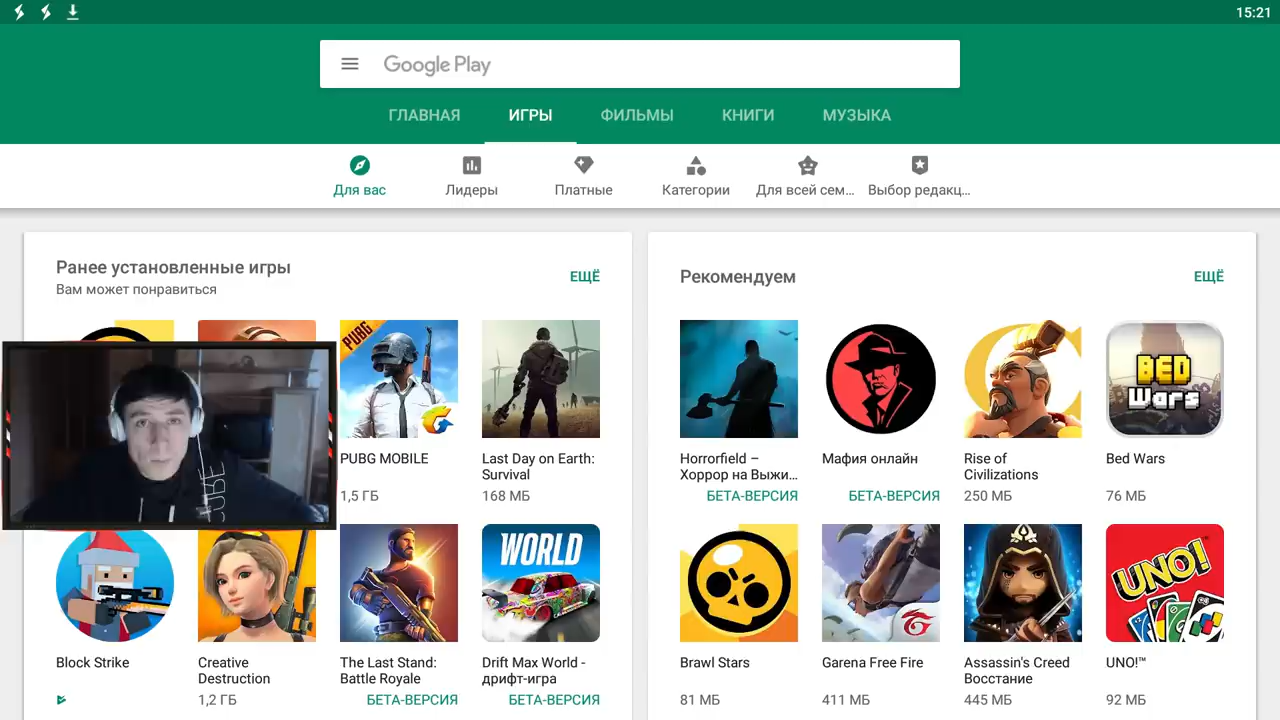 15:21
Google Play
ГЛАВНАЯ ИГРЫ ФИЛЬМЫ КНИГИ МУЗЫКА
Для вас Лидеры Платные Категории Для всей сем… Выбор редакц…
Ранее установленные игры
Вам может понравиться
ЕЩЁ
PUBG
PUBG MOBILE
1,5 ГБ
Last Day on Earth:
Survival
168 МБ
CUBE
Block Strike
Creative
Destruction
1,2 ГБ
The Last Stand:
Battle Royale
БЕТА-ВЕРСИЯ
WORLD
Drift Max World -
дрифт-игра
БЕТА-ВЕРСИЯ
Рекомендуем
ЕЩЁ
Horrorfield –
Хоррор на Выжи…
БЕТА-ВЕРСИЯ
Мафия онлайн
БЕТА-ВЕРСИЯ
Rise of
Civilizations
250 МБ
BED
WARS
Bed Wars
76 МБ
Brawl Stars
81 МБ
Garena Free Fire
411 МБ
Assassin's Creed
Восстание
445 МБ
UNO!
UNO!™
92 МБ